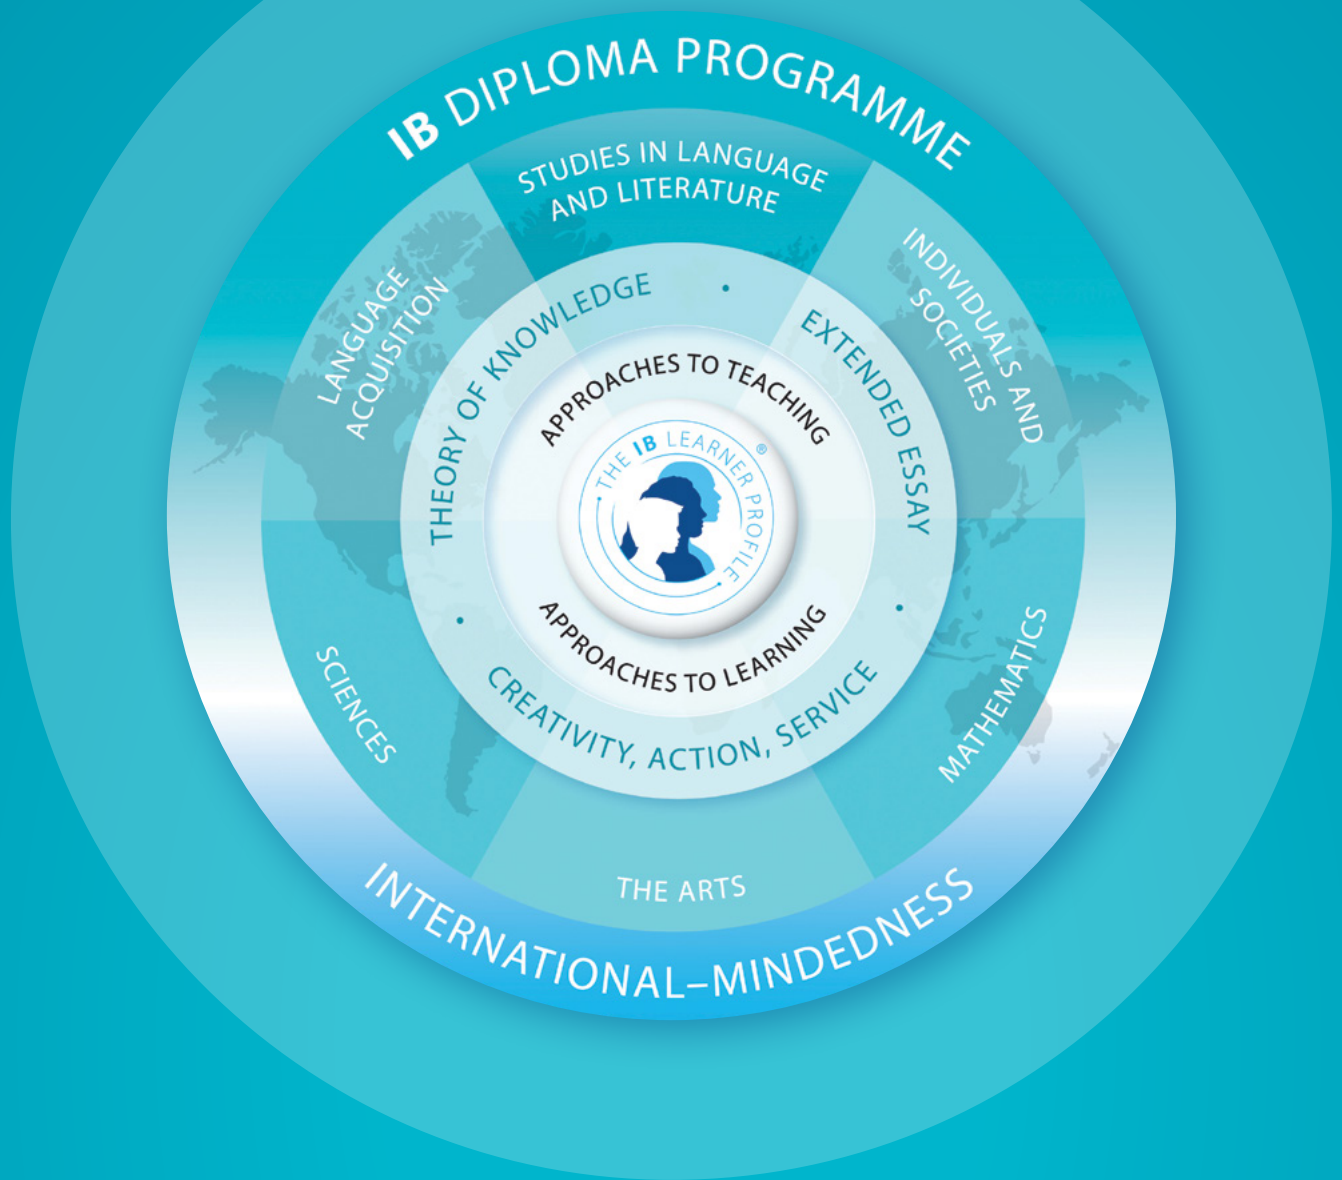 IB DIPLOMA PROGRAMME
STUDIES IN LANGUAGE
AND LITERATURE
LANGUAGE
ACQUISITION
INDIVIDUALS AND
SOCIETIES
THEORY OF KNOWLEDGE
·
EXTENDED ESSAY
APPROACHES TO TEACHING
· THE IB LEARNER PROFILE ·
®
APPROACHES TO LEARNING
·
CREATIVITY, ACTION, SERVICE
·
SCIENCES
MATHEMATICS
THE ARTS
INTERNATIONAL–MINDEDNESS